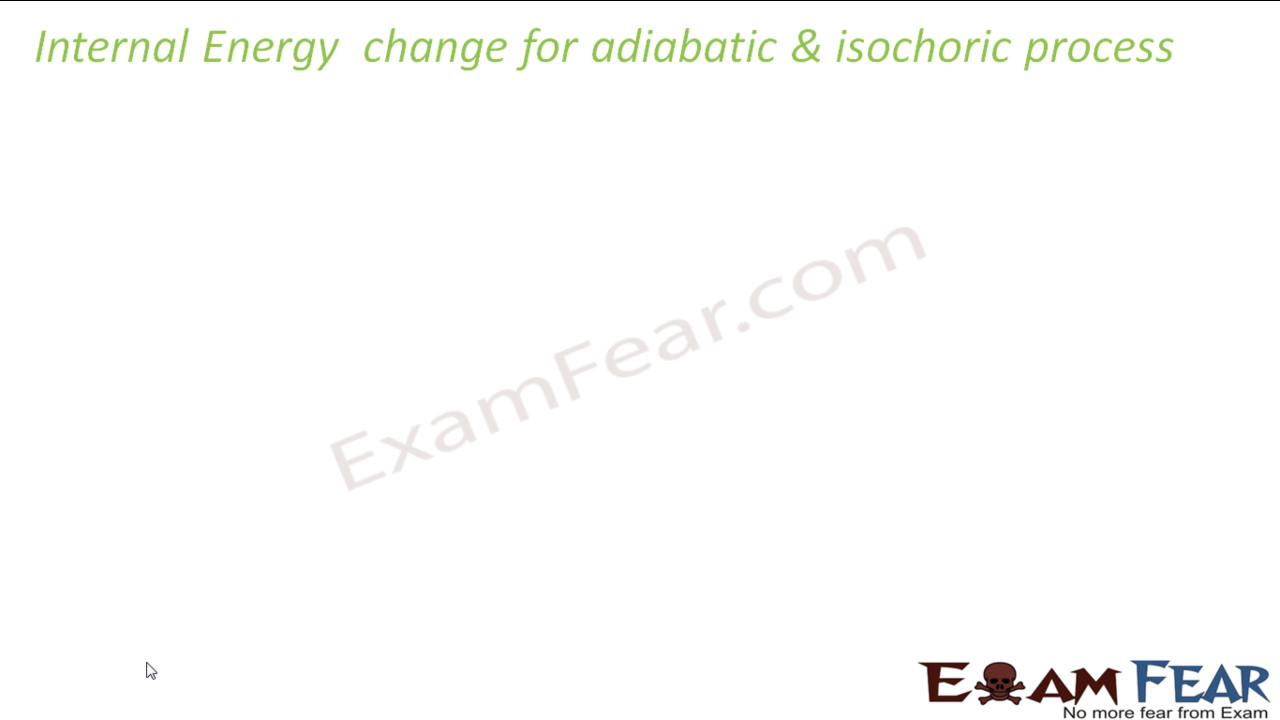 Internal Energy change for adiabatic & isochoric process
ExamFear.com
EXAM FEAR
No more fear from Exam